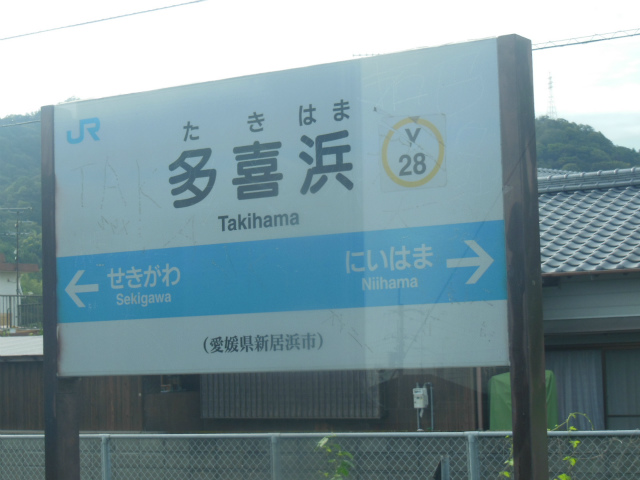 JR
たきはま
多喜浜
Takihama
Y
28
← せきがわ
Sekigawa
にいはま →
Niihama
(愛媛県新居浜市)